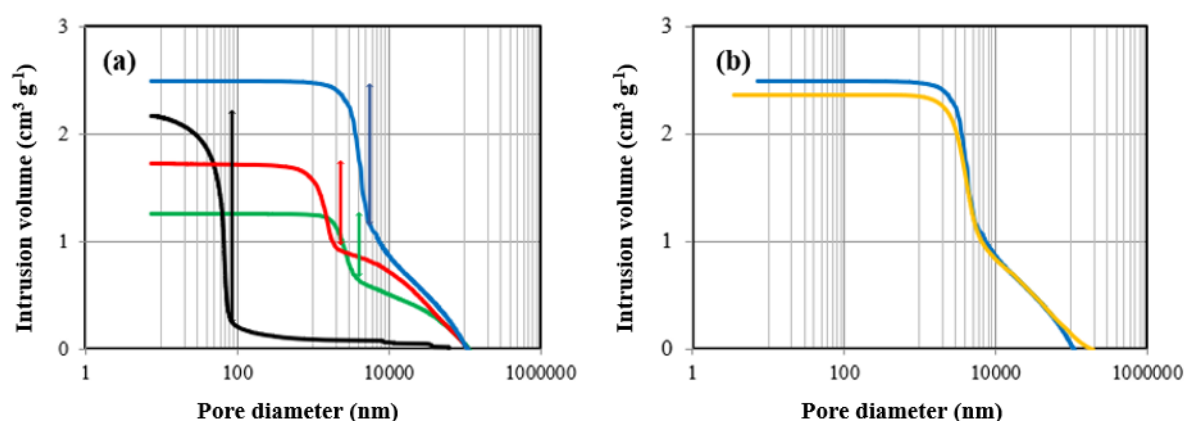 (a)
3
2
1
0
1
100
10000
1000000
Intrusion volume (cm³ g⁻¹)
Pore diameter (nm)
(b)
3
2
1
0
1
100
10000
1000000
Intrusion volume (cm³ g⁻¹)
Pore diameter (nm)